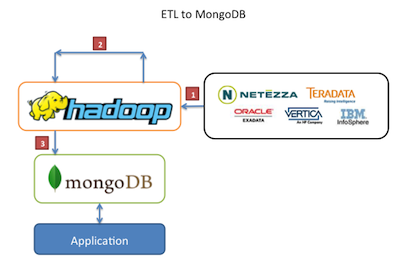 ETL to MongoDB
2
hadoop
1
N NETEZZA
TERADATA
Raising Intelligence
ORACLE
EXADATA
VERTICA
An HP Company
IBM
InfoSphere
3
mongoDB
Application